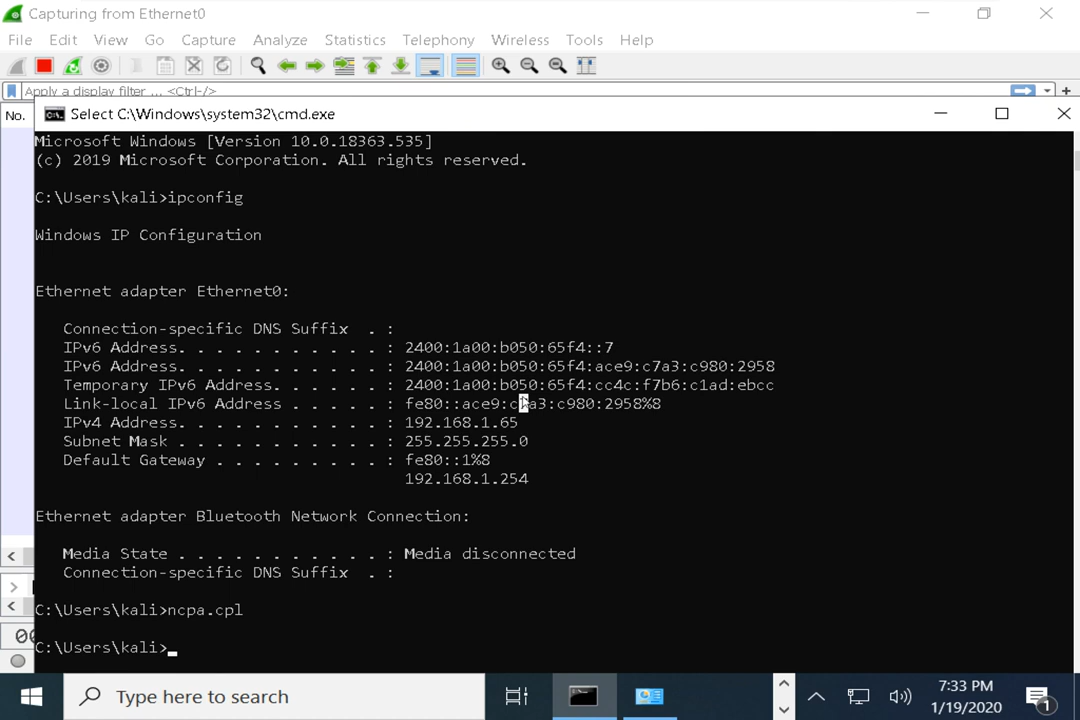 Capturing from Ethernet0
File Edit View Go Capture Analyze Statistics Telephony Wireless Tools Help
Apply a display filter ... <Ctrl-/>
No.
Select C:\Windows\system32\cmd.exe
Microsoft Windows [Version 10.0.18363.535]
(c) 2019 Microsoft Corporation. All rights reserved.
C:\Users\kali>ipconfig
Windows IP Configuration
Ethernet adapter Ethernet0:
Connection-specific DNS Suffix . :
IPv6 Address. . . . . . . . . . . : 2400:1a00:b050:65f4::7
IPv6 Address. . . . . . . . . . . : 2400:1a00:b050:65f4:ace9:c7a3:c980:2958
Temporary IPv6 Address. . . . . . : 2400:1a00:b050:65f4:cc4c:f7b6:c1ad:ebcc
Link-local IPv6 Address . . . . . : fe80::ace9:c7a3:c980:2958%8
IPv4 Address. . . . . . . . . . . : 192.168.1.65
Subnet Mask . . . . . . . . . . . : 255.255.255.0
Default Gateway . . . . . . . . . : fe80::1%8
192.168.1.254
Ethernet adapter Bluetooth Network Connection:
Media State . . . . . . . . . . . : Media disconnected
Connection-specific DNS Suffix . :
C:\Users\kali>ncpa.cpl
C:\Users\kali>_
Type here to search
7:33 PM
1/19/2020
1